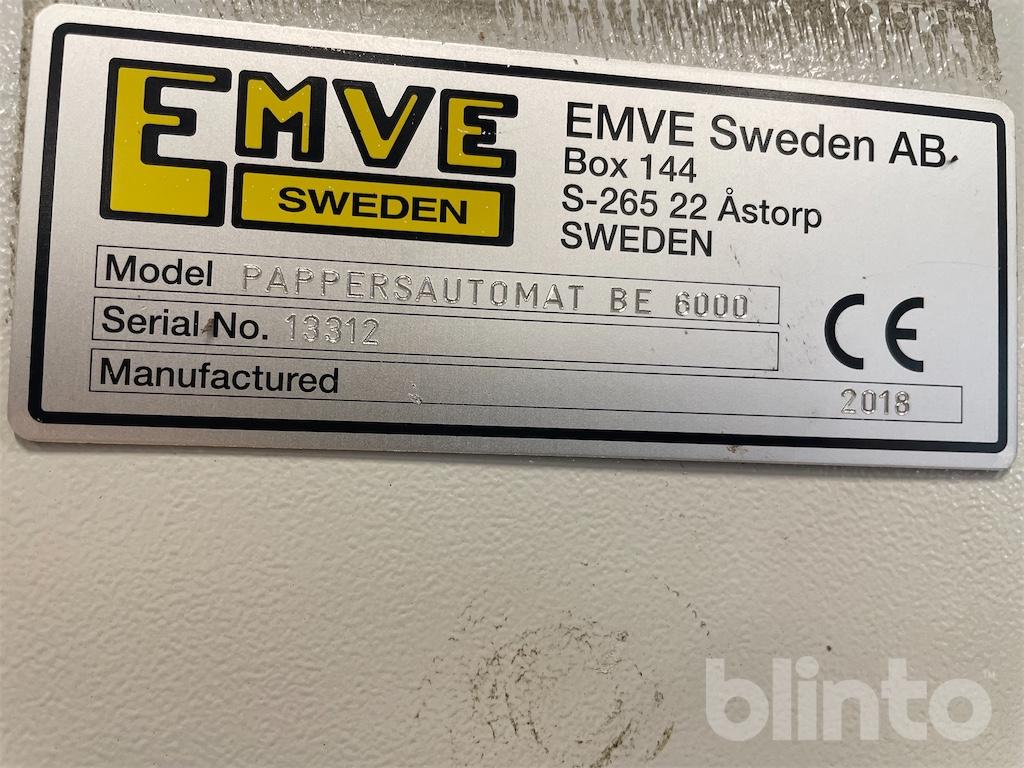 EMVE
SWEDEN
EMVE Sweden AB
Box 144
S-265 22 Åstorp
SWEDEN
Model PAPPERSAUTOMAT BE 6000
Serial No. 13312
Manufactured 2018
CE
blinto™